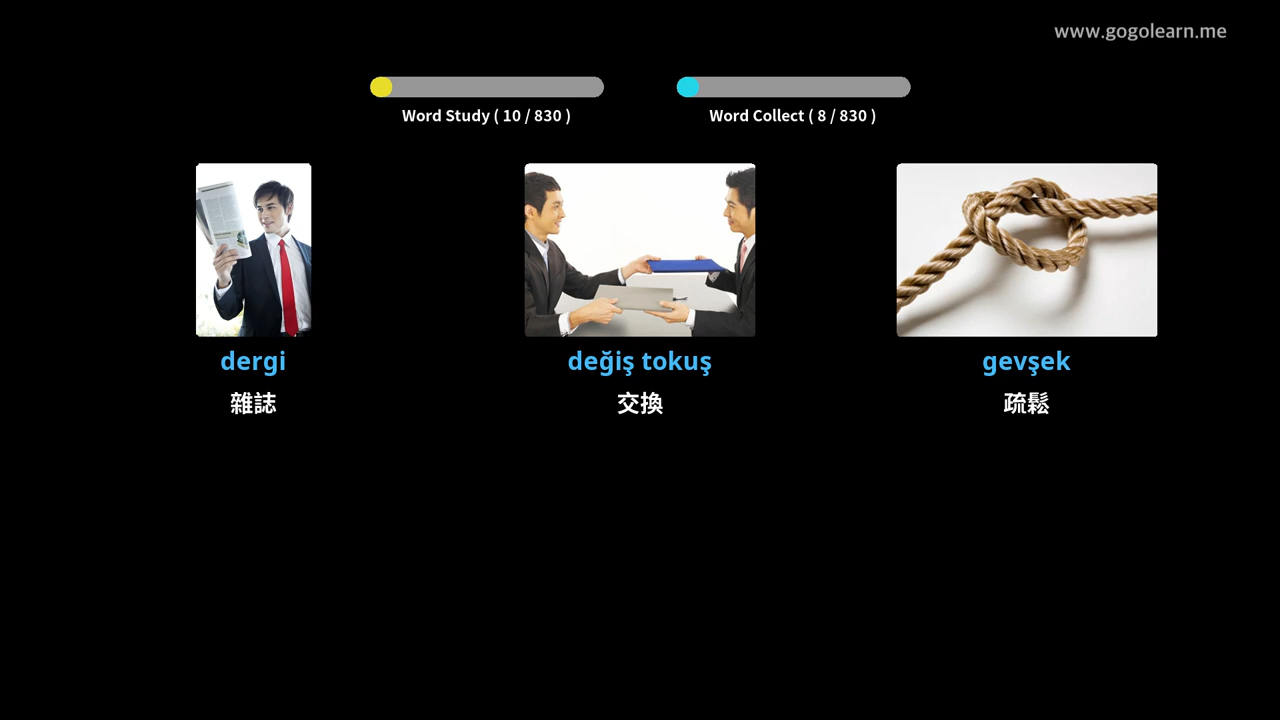 www.gogolearn.me
Word Study ( 10 / 830 )
Word Collect ( 8 / 830 )
dergi
雜誌
değiş tokuş
交換
gevşek
疏鬆